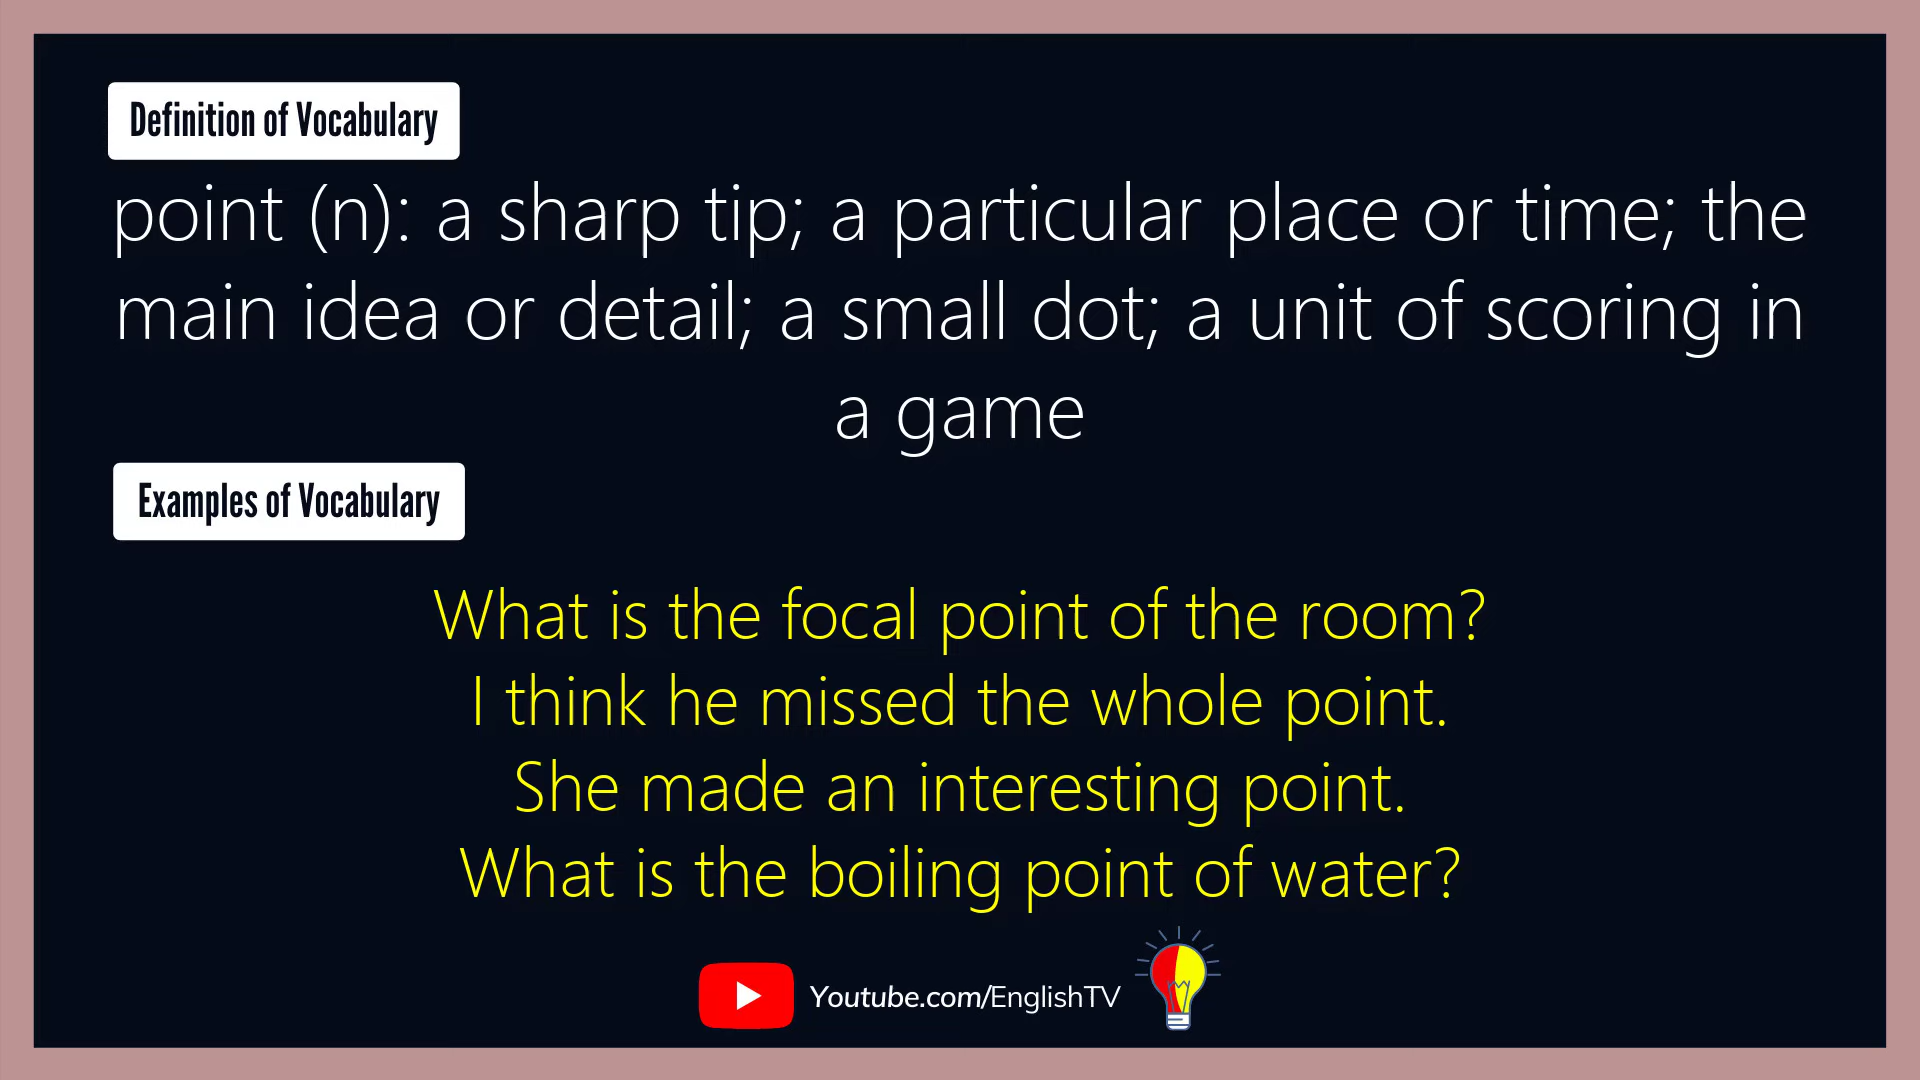 Definition of Vocabulary
point (n): a sharp tip; a particular place or time; the
main idea or detail; a small dot; a unit of scoring in
a game
Examples of Vocabulary
What is the focal point of the room?
I think he missed the whole point.
She made an interesting point.
What is the boiling point of water?
Youtube.com/EnglishTV